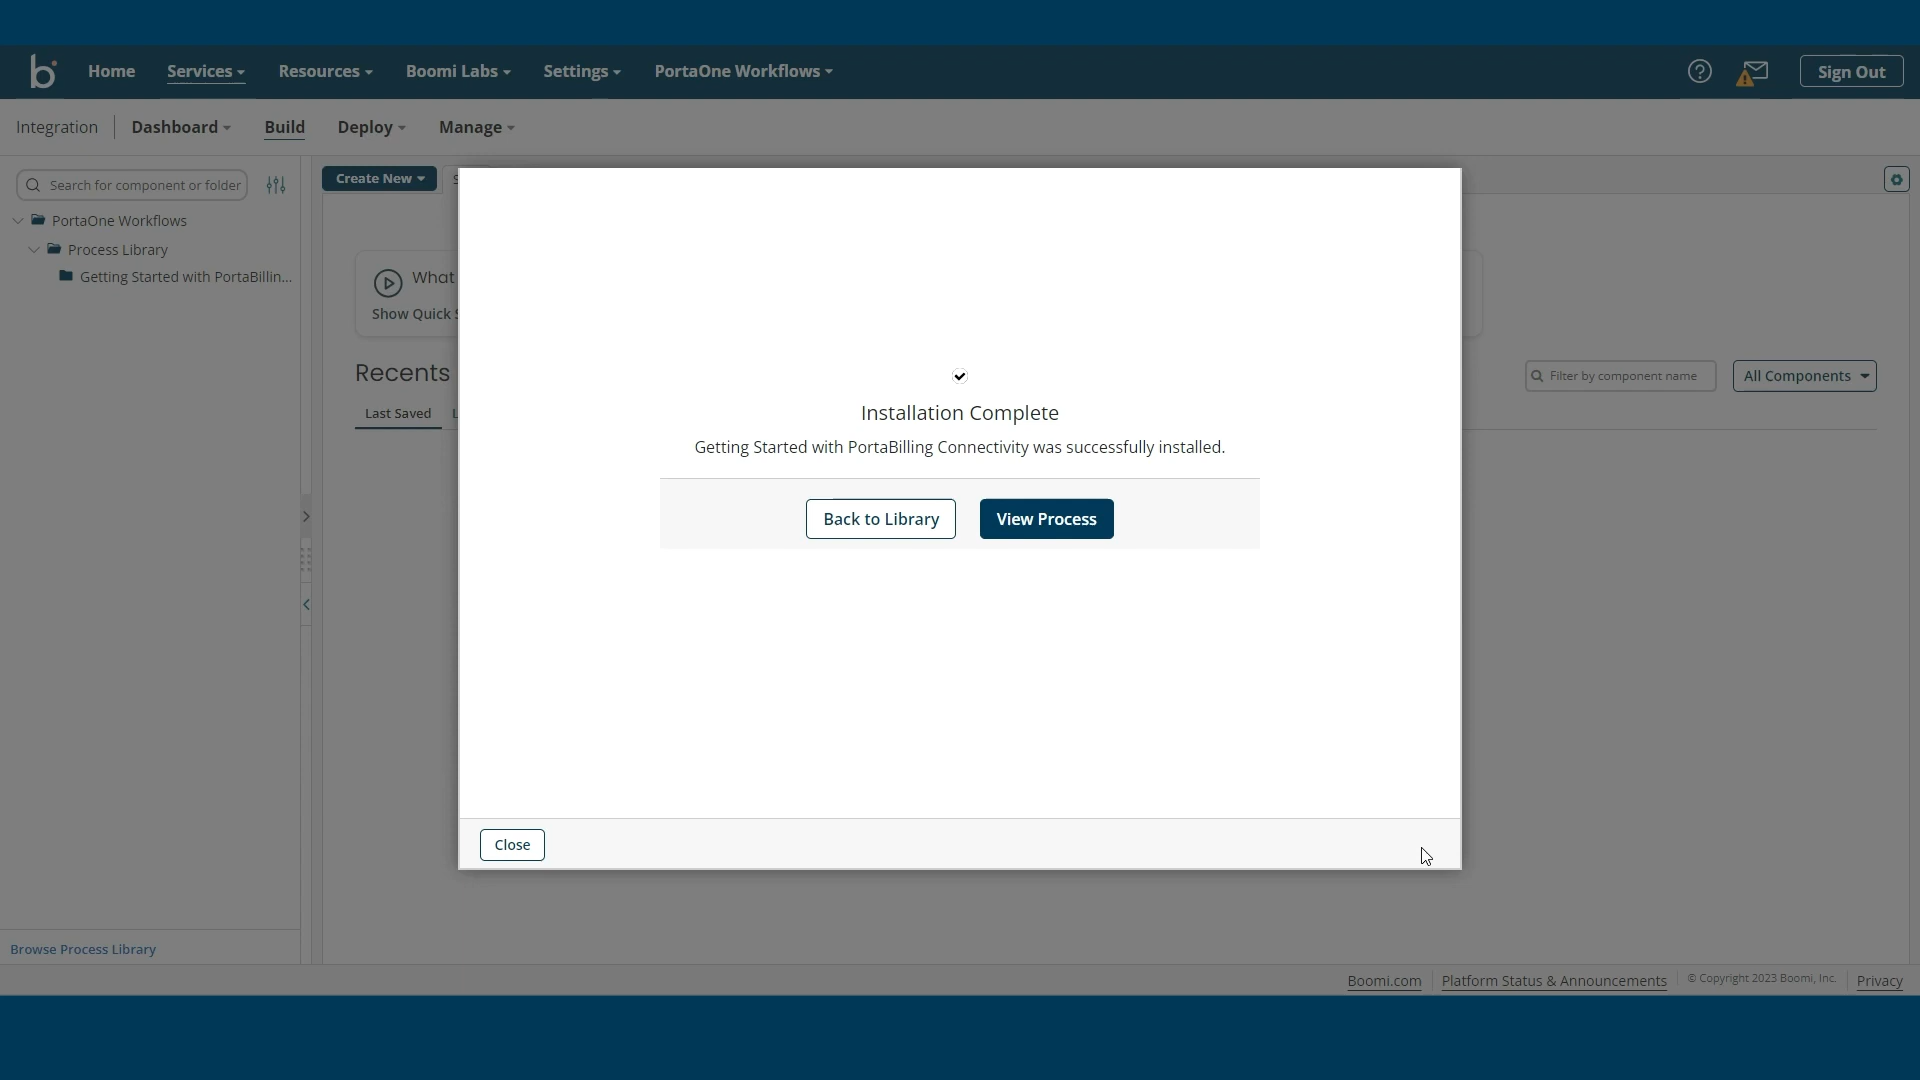 b Home Services Resources Boomi Labs Settings PortaOne Workflows Sign Out
Integration Dashboard Build Deploy Manage
Search for component or folder
PortaOne Workflows
Process Library
Getting Started with PortaBillin...
Browse Process Library
Create New
What
Show Quick
Recents
Last Saved
Filter by component name
All Components
Installation Complete
Getting Started with PortaBilling Connectivity was successfully installed.
Back to Library View Process
Close
Boomi.com Platform Status & Announcements © Copyright 2023 Boomi, Inc. Privacy